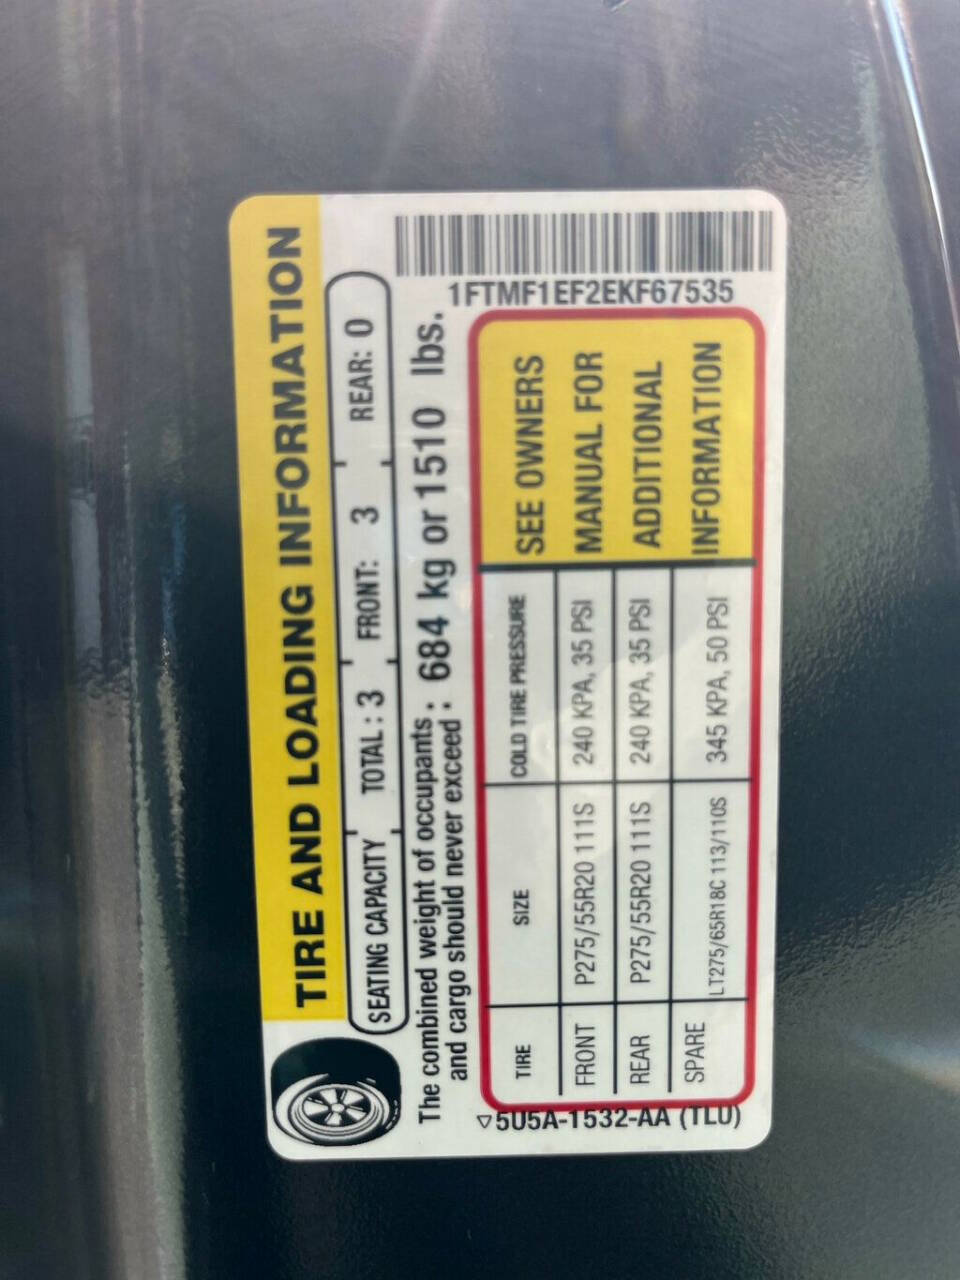 TIRE AND LOADING INFORMATION
SEATING CAPACITY TOTAL : 3 FRONT: 3 REAR: 0
The combined weight of occupants
and cargo should never exceed : 684 kg or 1510 lbs.
TIRE SIZE COLD TIRE PRESSURE
FRONT P275/55R20 111S 240 KPA, 35 PSI
REAR P275/55R20 111S 240 KPA, 35 PSI
SPARE LT275/65R18C 113/110S 345 KPA, 50 PSI
SEE OWNERS
MANUAL FOR
ADDITIONAL
INFORMATION
1FTMF1EF2EKF67535
5U5A-1532-AA (TLU)